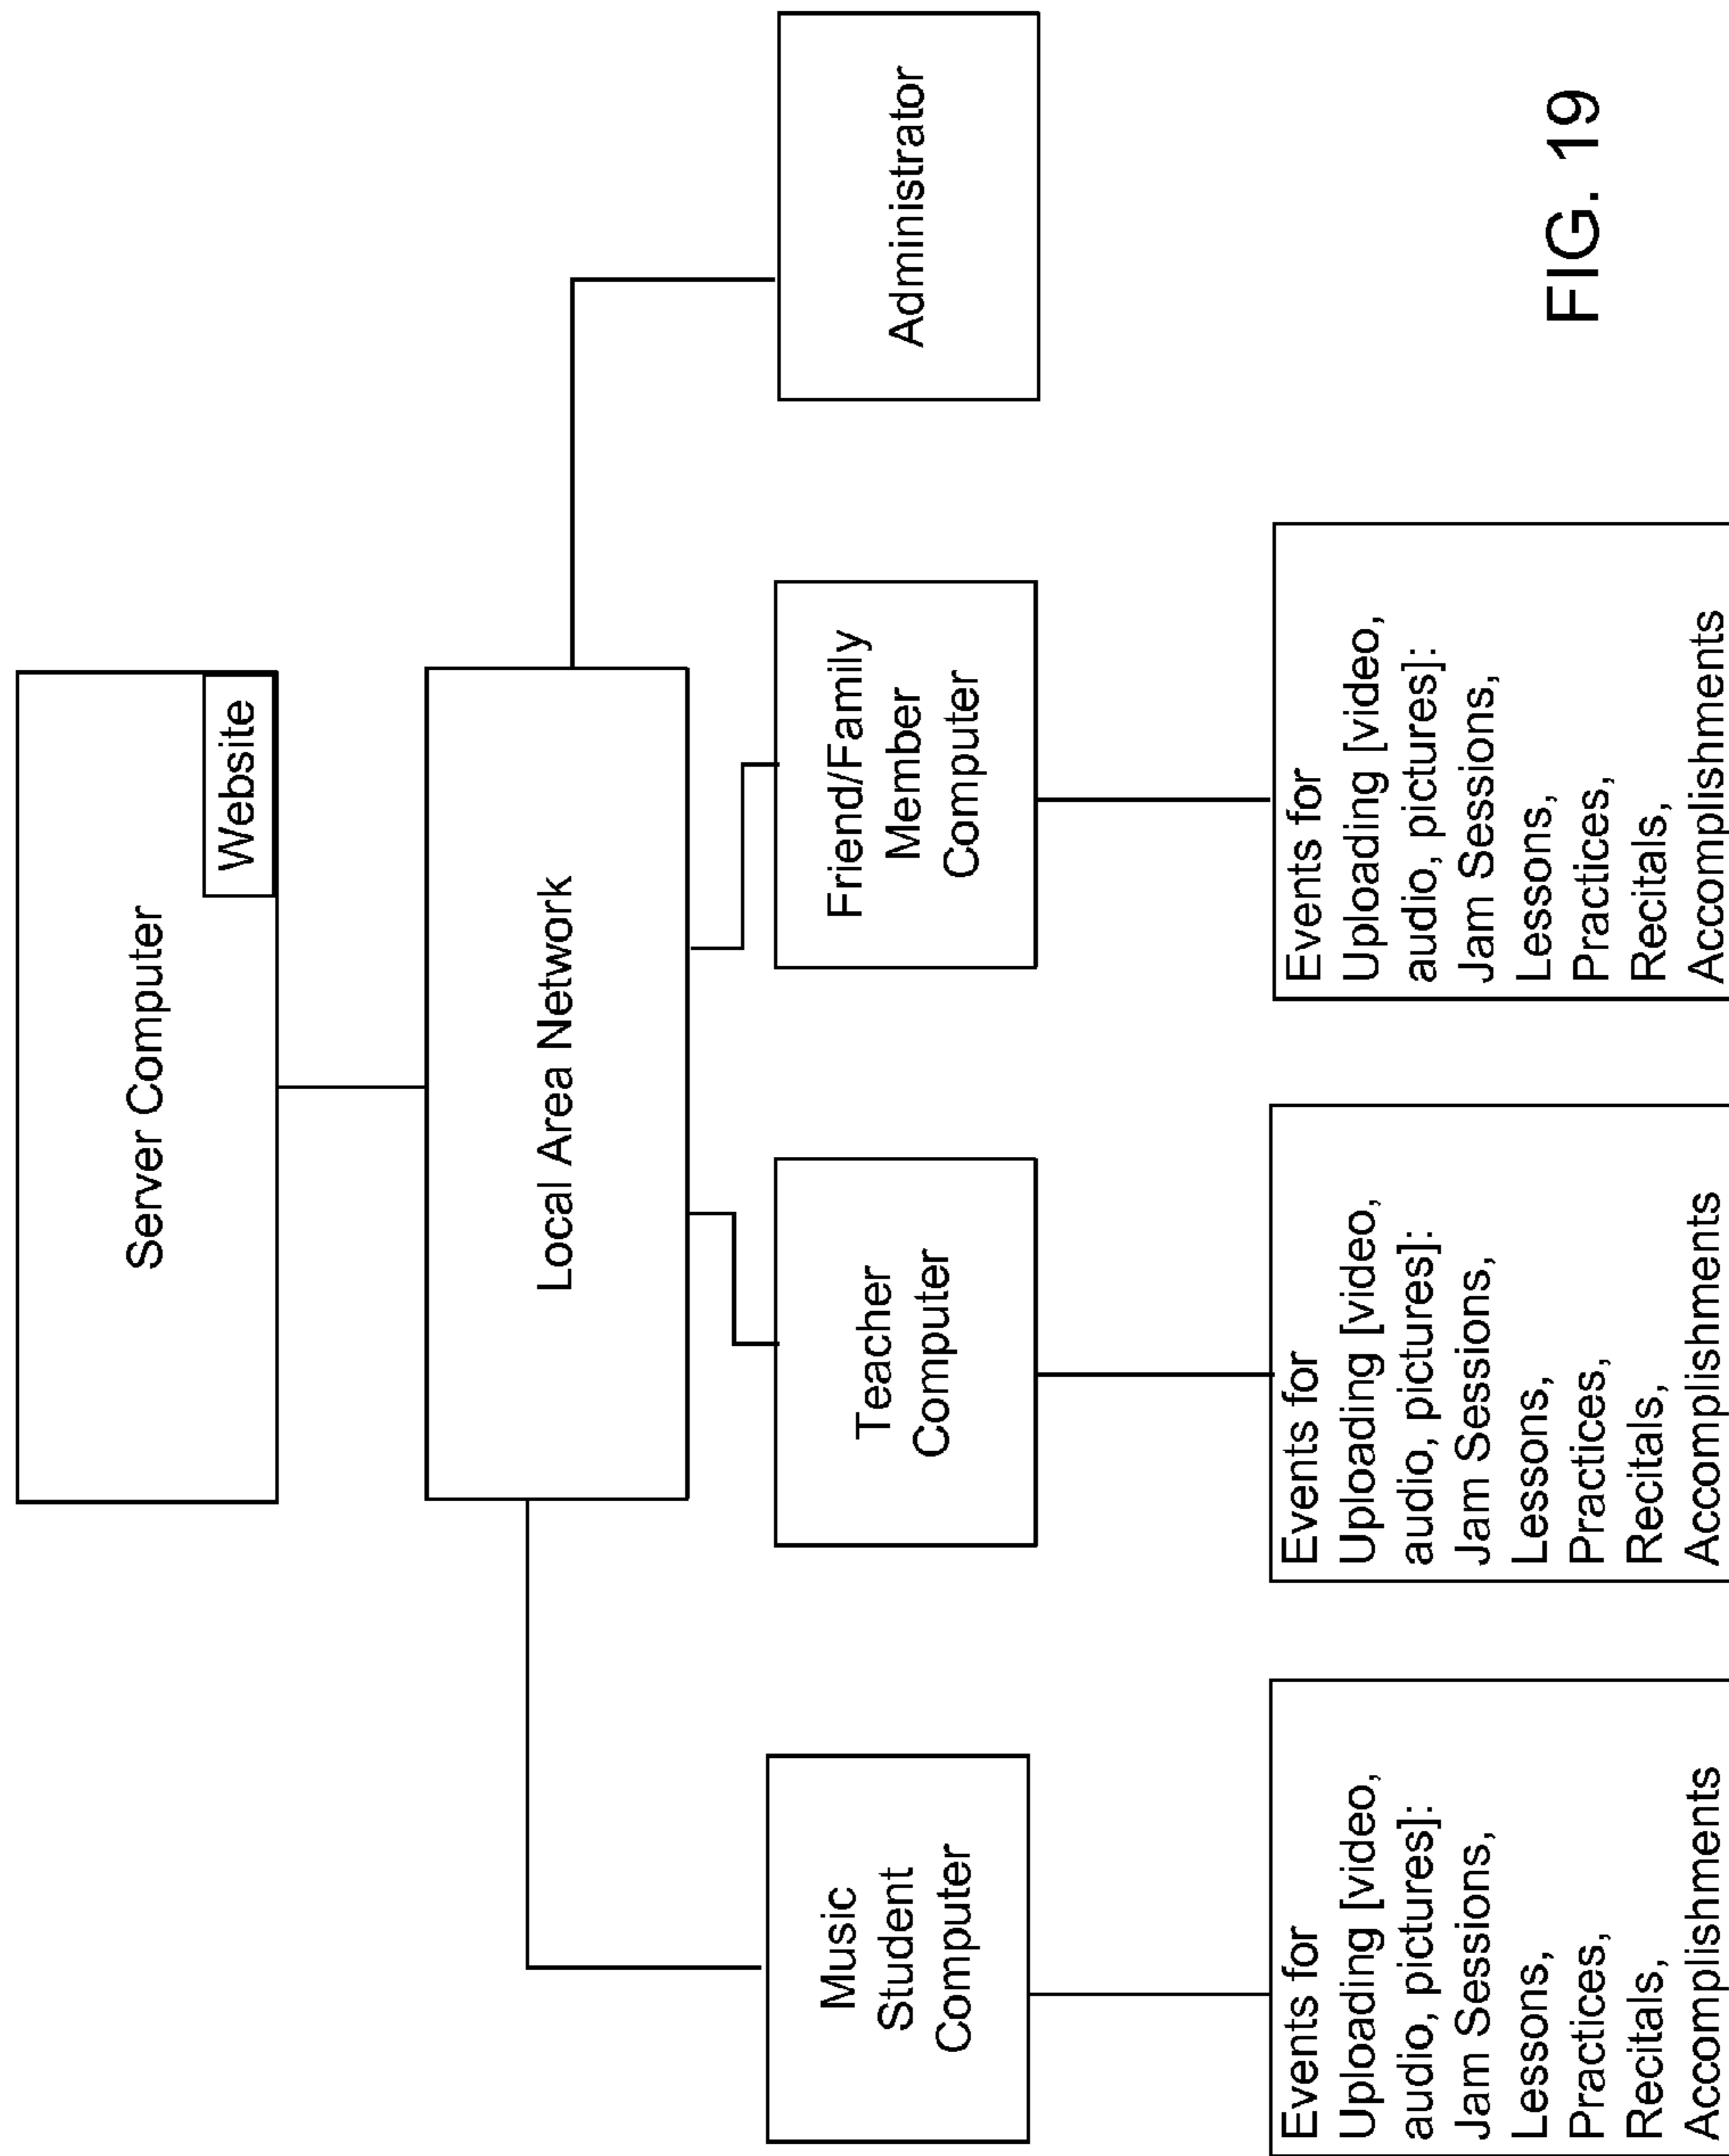 Server Computer
Website
Local Area Network
Music
Student
Computer
Teacher
Computer
Friend/Family
Member
Computer
Administrator
Events for
Uploading [video,
audio, pictures]:
Jam Sessions,
Lessons,
Practices,
Recitals,
Accomplishments
Events for
Uploading [video,
audio, pictures]:
Jam Sessions,
Lessons,
Practices,
Recitals,
Accomplishments
Events for
Uploading [video,
audio, pictures]:
Jam Sessions,
Lessons,
Practices,
Recitals,
Accomplishments
FIG. 19